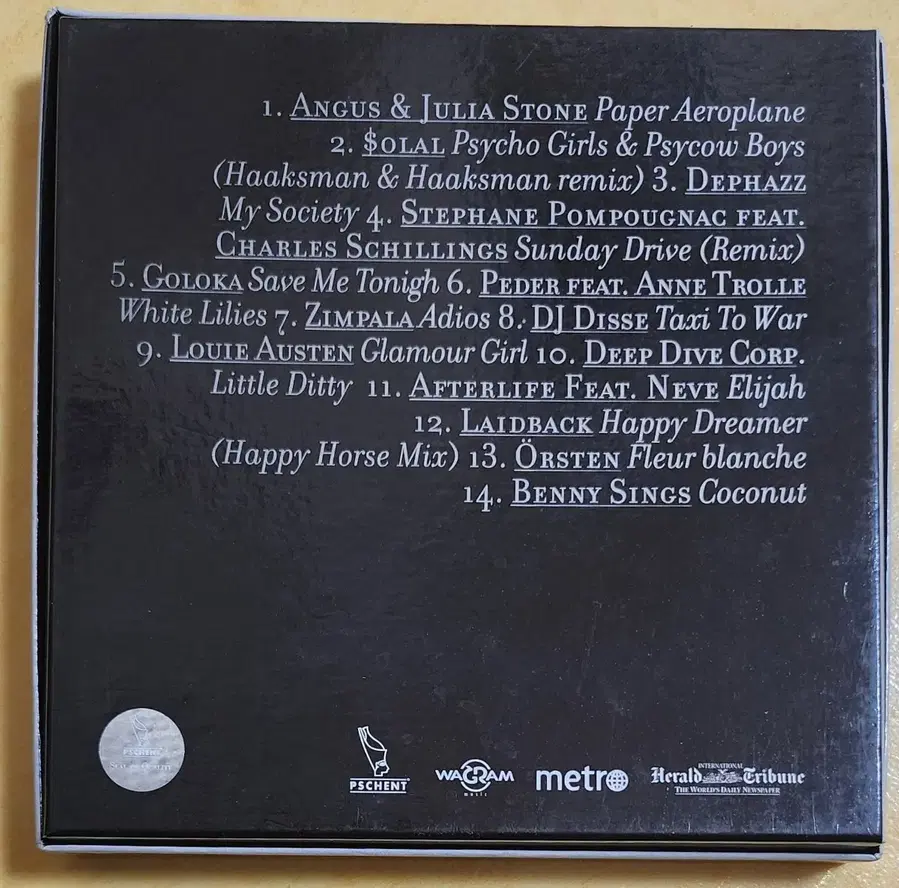 1. ANGUS & JULIA STONE Paper Aeroplane
2. $OLAL Psycho Girls & Psycow Boys
(Haaksman & Haaksman remix) 3. DEPHAZZ
My Society 4. STEPHANE POMPOUGNAC FEAT.
CHARLES SCHILLINGS Sunday Drive (Remix)
5. GOLOKA Save Me Tonigh 6. PEDER FEAT. ANNE TROLLE
White Lilies 7. ZIMPALA Adios 8. DJ DISSE Taxi To War
9. LOUIE AUSTEN Glamour Girl 10. DEEP DIVE CORP.
Little Ditty 11. AFTERLIFE FEAT. NEVE Elijah
12. LAIDBACK Happy Dreamer
(Happy Horse Mix) 13. ÖRSTEN Fleur blanche
14. BENNY SINGS Coconut
PSCHENT
PSCHENT
WAGRAM
music
metro
INTERNATIONAL
Herald Tribune
THE WORLD'S DAILY NEWSPAPER